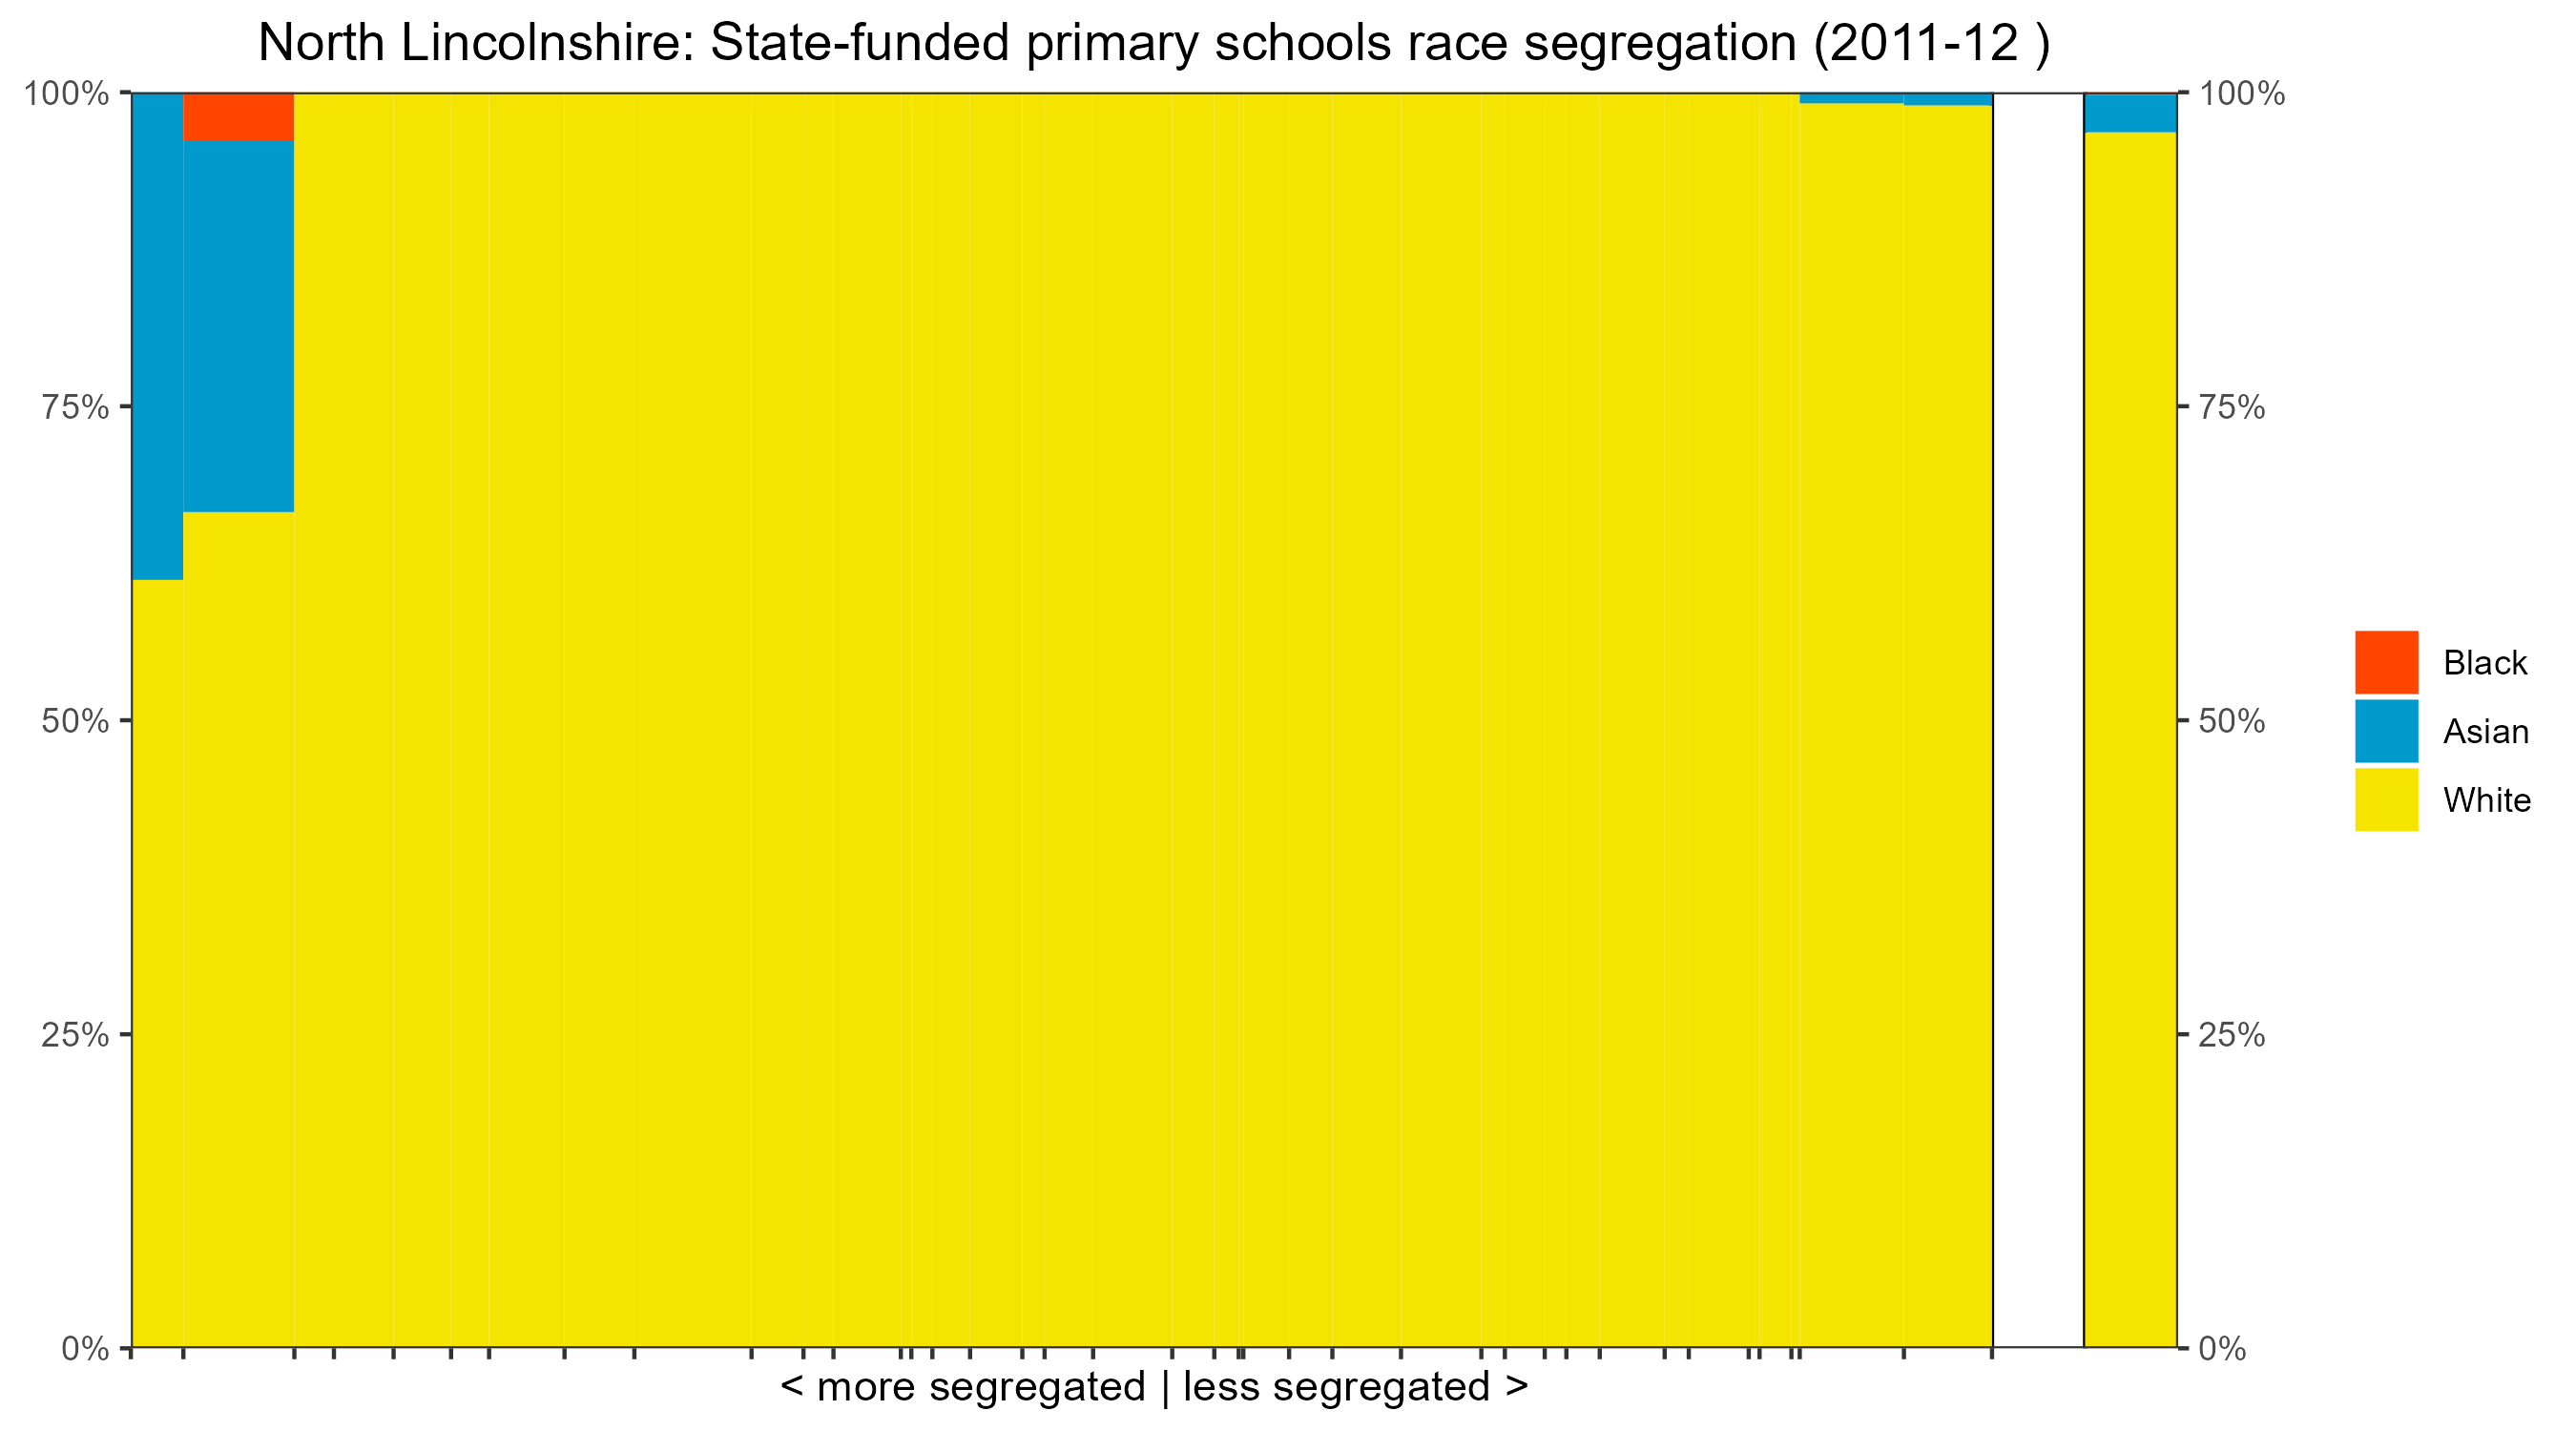 North Lincolnshire: State-funded primary schools race segregation (2011-12 )
100%
75%
50%
25%
0%
100%
75%
50%
25%
0%
Black
Asian
White
< more segregated | less segregated >